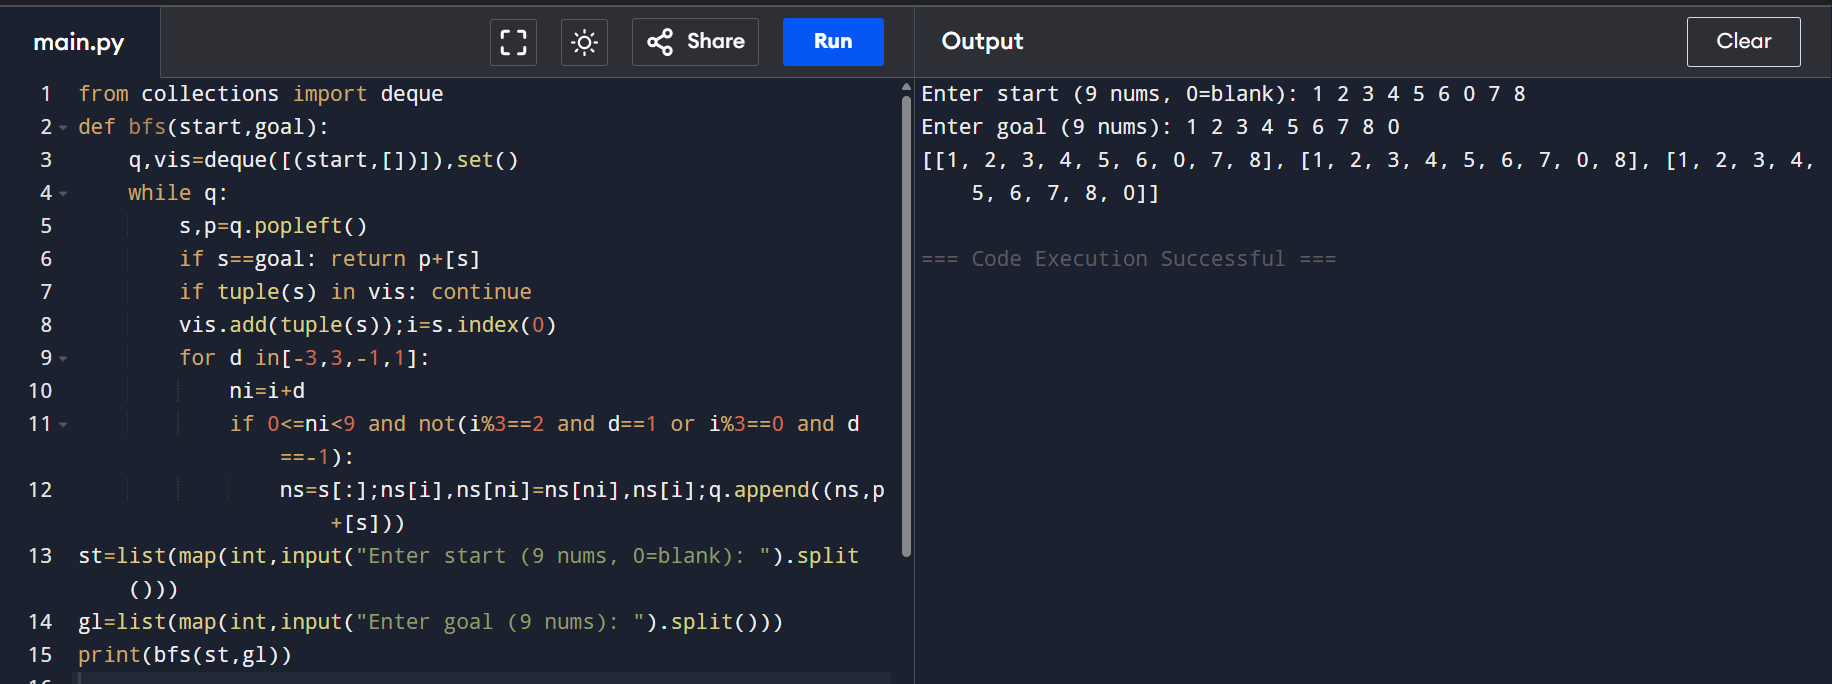 main.py
Share
Run
Output
Clear
1 from collections import deque
2 def bfs(start,goal):
3     q,vis=deque([(start,[])]),set()
4     while q:
5         s,p=q.popleft()
6         if s==goal: return p+[s]
7         if tuple(s) in vis: continue
8         vis.add(tuple(s));i=s.index(0)
9         for d in[-3,3,-1,1]:
10             ni=i+d
11             if 0<=ni<9 and not(i%3==2 and d==1 or i%3==0 and d
==-1):
12                 ns=s[:];ns[i],ns[ni]=ns[ni],ns[i];q.append((ns,p
+[s]))
13 st=list(map(int,input("Enter start (9 nums, 0=blank): ").split
()))
14 gl=list(map(int,input("Enter goal (9 nums): ").split()))
15 print(bfs(st,gl))
16
Enter start (9 nums, 0=blank): 1 2 3 4 5 6 0 7 8
Enter goal (9 nums): 1 2 3 4 5 6 7 8 0
[[1, 2, 3, 4, 5, 6, 0, 7, 8], [1, 2, 3, 4, 5, 6, 7, 0, 8], [1, 2, 3, 4,
5, 6, 7, 8, 0]]
=== Code Execution Successful ===